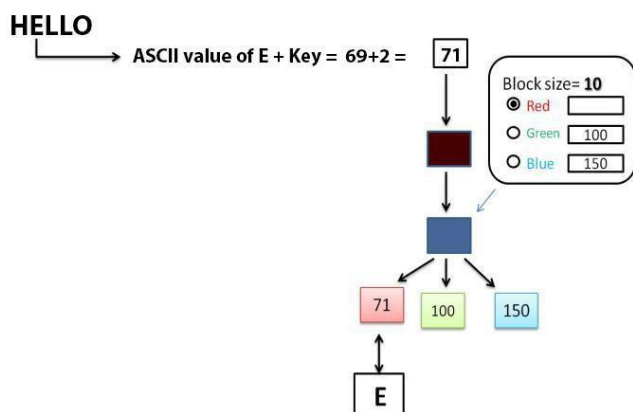 HELLO
ASCII value of E + Key = 69+2 = 71
Block size= 10
Red
Green 100
Blue 150
71 100 150
E